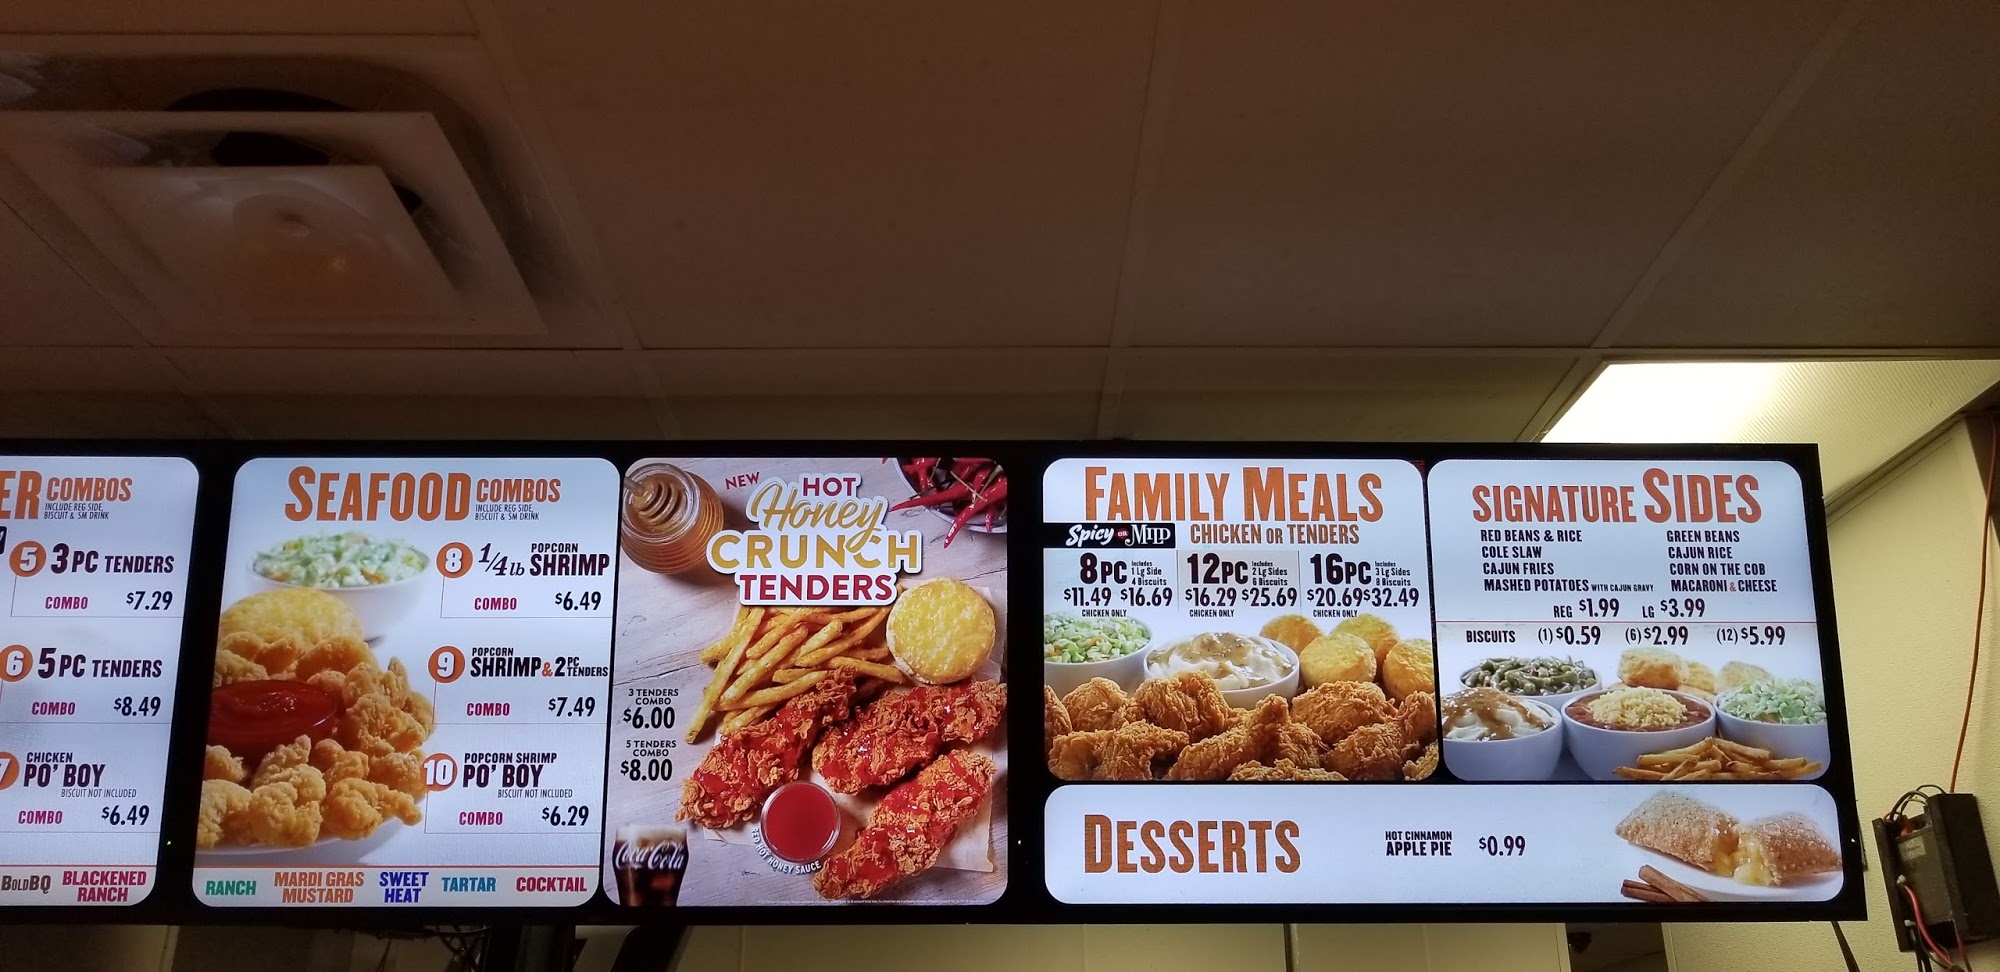 ER COMBOS
INCLUDE REG SIDE,
BISCUIT & SM DRINK
5 3 PC TENDERS
COMBO $7.29
6 5 PC TENDERS
COMBO $8.49
7 CHICKEN
PO' BOY
BISCUIT NOT INCLUDED
COMBO $6.49
BOLDBQ BLACKENED
RANCH
SEAFOOD COMBOS
INCLUDE REG SIDE,
BISCUIT & SM DRINK
8 1/4 lb POPCORN
SHRIMP
COMBO $6.49
9 POPCORN
SHRIMP & 2 PC TENDERS
COMBO $7.49
10 POPCORN SHRIMP
PO' BOY
BISCUIT NOT INCLUDED
COMBO $6.29
RANCH MARDI GRAS MUSTARD SWEET HEAT TARTAR COCKTAIL
NEW
HOT
Honey
CRUNCH
TENDERS
3 TENDERS
COMBO
$6.00
5 TENDERS
COMBO
$8.00
Coca-Cola
RED HOT HONEY SAUCE
FAMILY MEALS
Spicy OR MILD CHICKEN OR TENDERS
8PC Includes
1 Lg Side
4 Biscuits
$11.49 $16.69
CHICKEN ONLY
12PC Includes
2 Lg Sides
6 Biscuits
$16.29 $25.69
CHICKEN ONLY
16PC Includes
3 Lg Sides
8 Biscuits
$20.69 $32.49
CHICKEN ONLY
SIGNATURE SIDES
RED BEANS & RICE GREEN BEANS
COLE SLAW CAJUN RICE
CAJUN FRIES CORN ON THE COB
MASHED POTATOES WITH CAJUN GRAVY MACARONI & CHEESE
REG $1.99 LG $3.99
BISCUITS (1) $0.59 (6) $2.99 (12) $5.99
DESSERTS
HOT CINNAMON
APPLE PIE $0.99